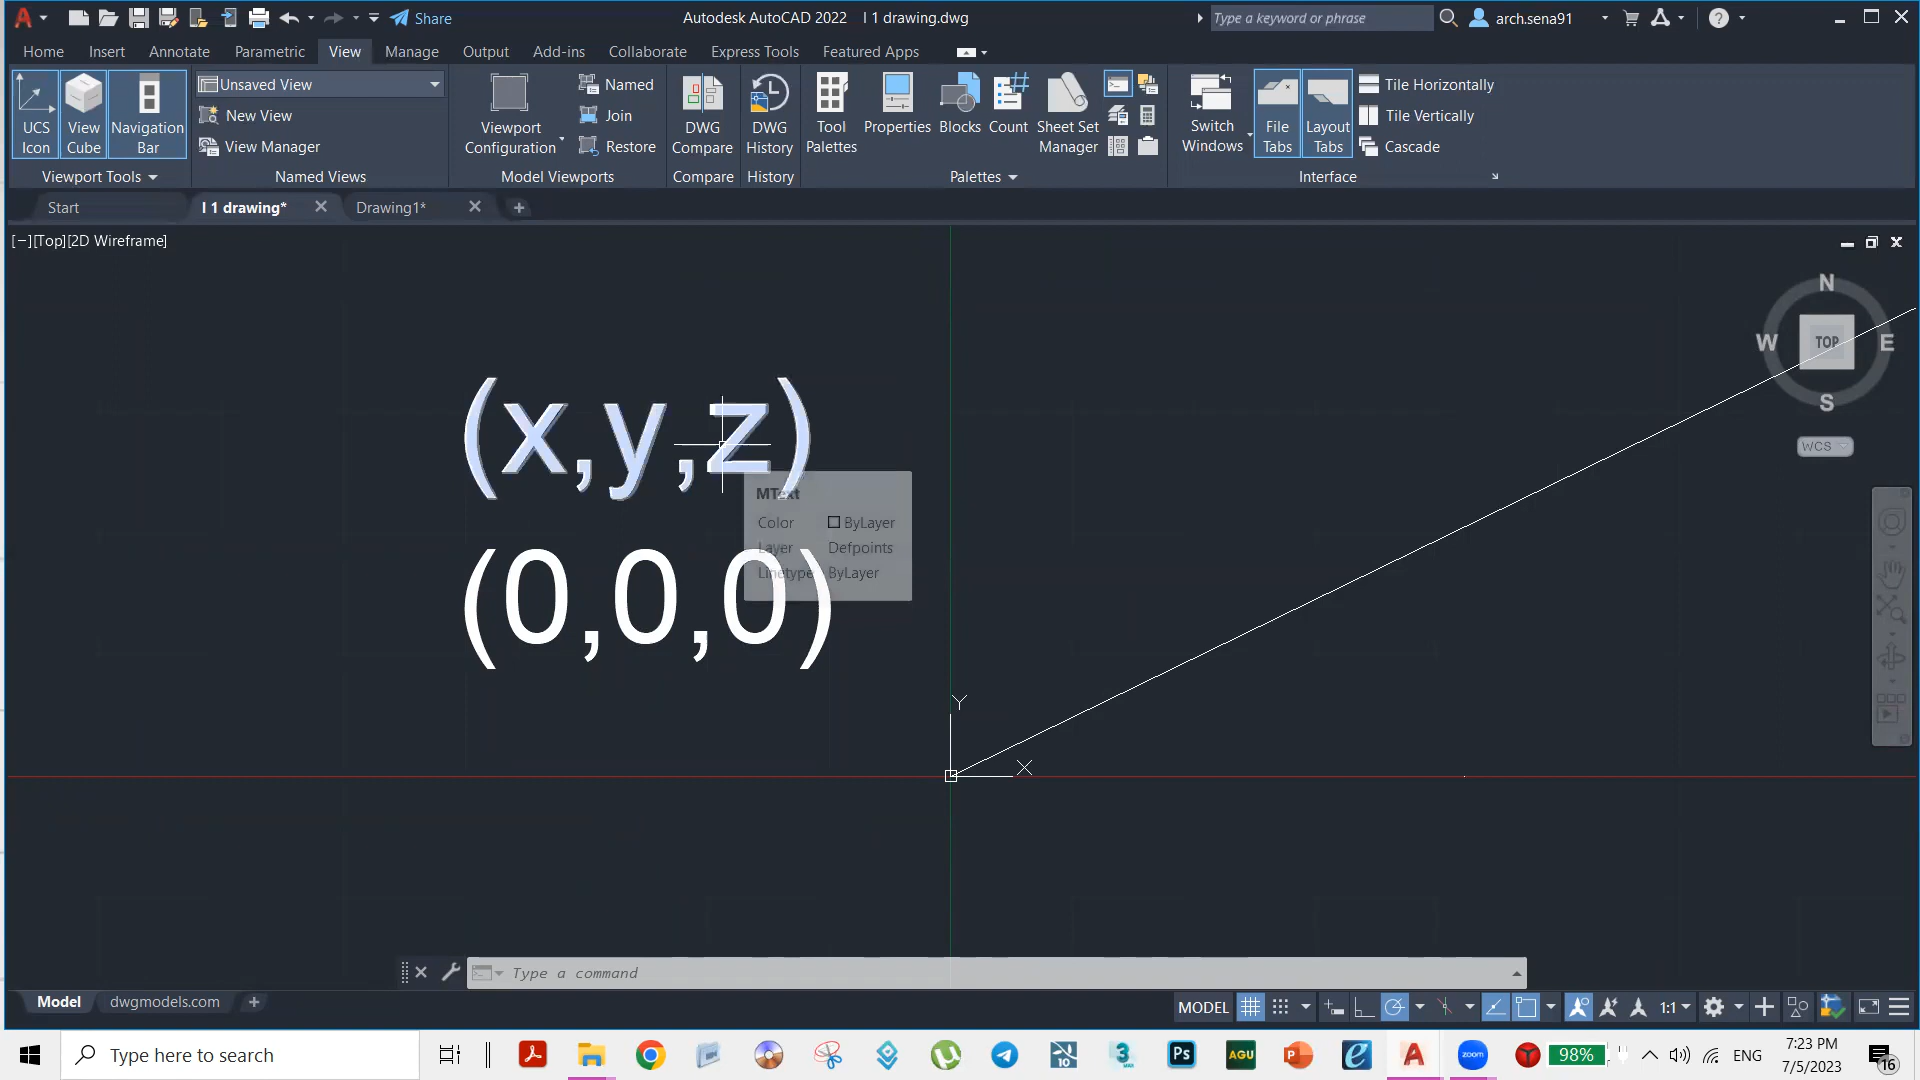 Share
Autodesk AutoCAD 2022 l 1 drawing.dwg
Type a keyword or phrase
arch.sena91
Home Insert Annotate Parametric View Manage Output Add-ins Collaborate Express Tools Featured Apps
UCS Icon
View Cube
Navigation Bar
Viewport Tools
Unsaved View
New View
View Manager
Named Views
Viewport Configuration
Named
Join
Restore
Model Viewports
DWG Compare
Compare
DWG History
History
Tool Palettes
Properties
Blocks
Count
Sheet Set Manager
Palettes
Switch Windows
File Tabs
Layout Tabs
Tile Horizontally
Tile Vertically
Cascade
Interface
Start l 1 drawing* Drawing1*
[−][Top][2D Wireframe]
N
W TOP E
S
WCS
(x,y,z)
MText
Color ByLayer
Layer Defpoints
Linetype ByLayer
(0,0,0)
Y
X
Type a command
Model dwgmodels.com
MODEL 1:1
Type here to search
10
3
Ps
AGU
zoom
98%
ENG
7:23 PM
7/5/2023
16